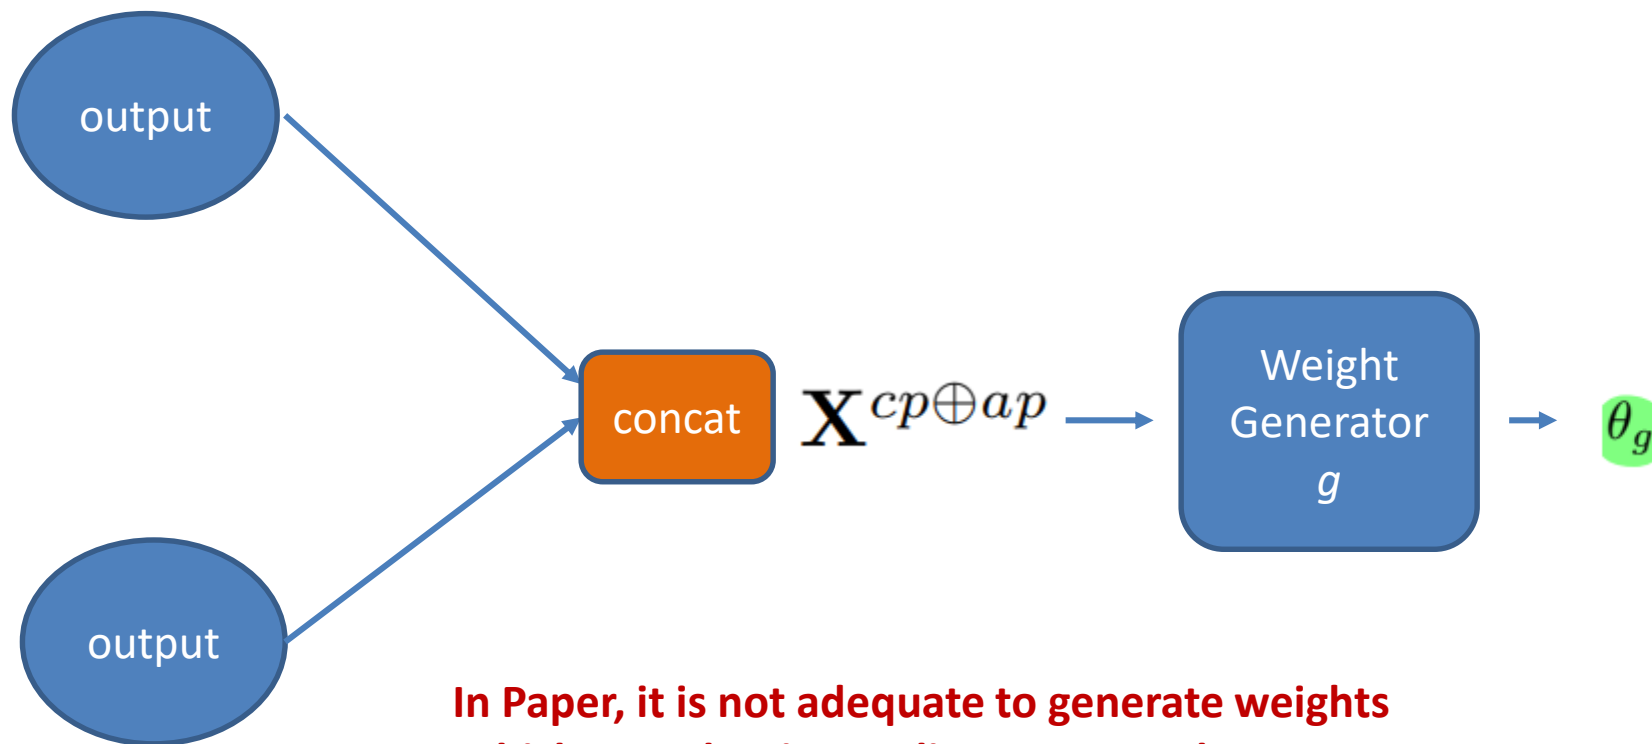 output
concat
X^{cp⊕ap}
Weight
Generator
g
θ_g
output
In Paper, it is not adequate to generate weights